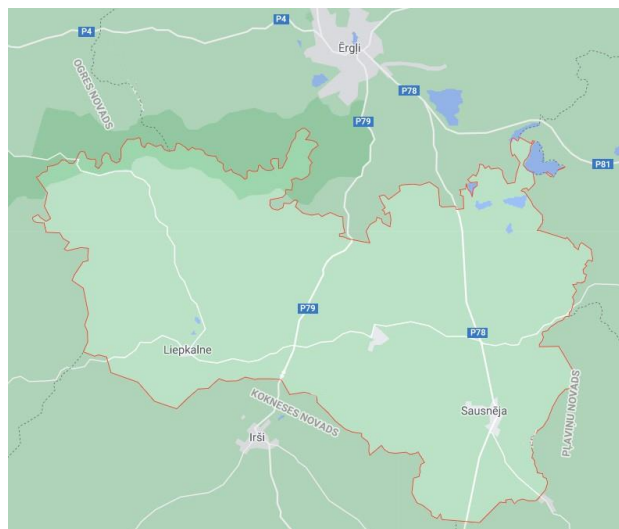 P4
P4
Ērgļi
OGRES NOVADS
P78
P79
P81
P79
P78
Liepkalne
KOKNESES NOVADS
Sausnēja
Irši
PĻAVIŅU NOVADS